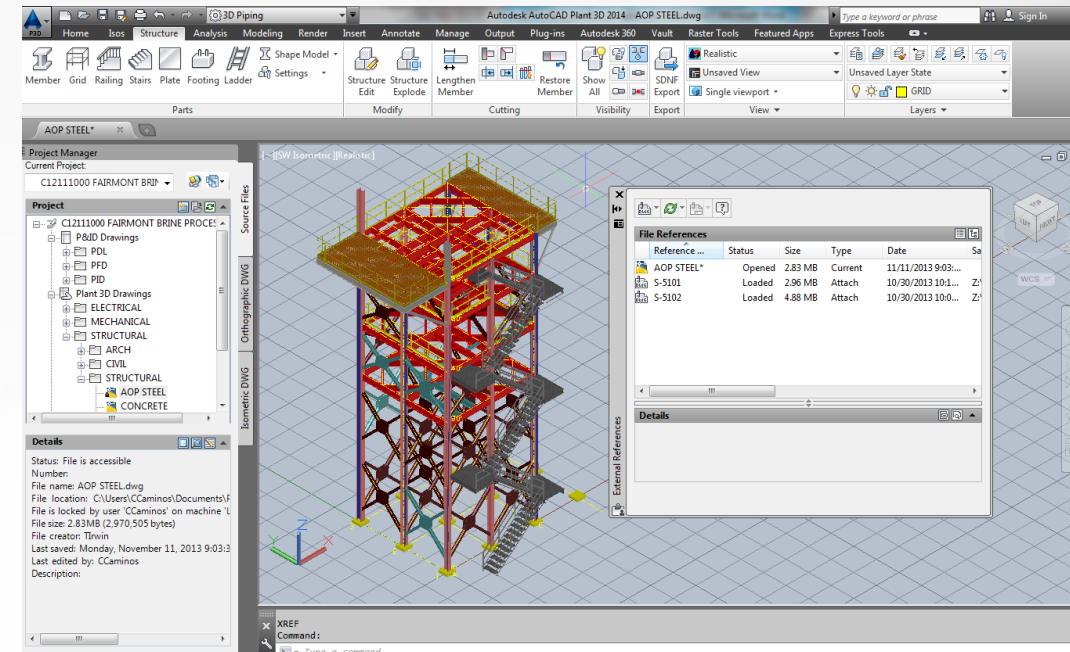 3D Piping
Autodesk AutoCAD Plant 3D 2014 AOP STEEL.dwg
Type a keyword or phrase
Sign In
P3D
Home Isos Structure Analysis Modeling Render Insert Annotate Manage Output Plug-ins Autodesk 360 Vault Raster Tools Featured Apps Express Tools
Member Grid Railing Stairs Plate Footing Ladder
Shape Model
Settings
Parts
Structure Edit
Structure Explode
Modify
Lengthen Member
Restore Member
Cutting
Show All
Visibility
SDNF Export
Export
Realistic
Unsaved View
Single viewport
View
Unsaved Layer State
GRID
Layers
AOP STEEL*
Project Manager
Current Project:
C12111000 FAIRMONT BRIN
Project
C12111000 FAIRMONT BRINE PROCES
P&ID Drawings
PDL
PFD
PID
Plant 3D Drawings
ELECTRICAL
MECHANICAL
STRUCTURAL
ARCH
CIVIL
STRUCTURAL
AOP STEEL
CONCRETE
Source Files
Orthographic DWG
Isometric DWG
Details
Status: File is accessible
Number:
File name: AOP STEEL.dwg
File location: C:\Users\CCaminos\Documents\F
File is locked by user 'CCaminos' on machine 'L
File size: 2.83MB (2,970,505 bytes)
File creator: TIrwin
Last saved: Monday, November 11, 2013 9:03:3
Last edited by: CCaminos
Description:
[-][SW Isometric][Realistic]
Z
Y
X
TOP
LEFT
FRONT
WCS
External References
File References
Reference ... Status Size Type Date Sa
AOP STEEL* Opened 2.83 MB Current 11/11/2013 9:03:...
S-5101 Loaded 2.96 MB Attach 10/30/2013 10:1... Z:\
S-5102 Loaded 4.88 MB Attach 10/30/2013 10:0... Z:\
Details
XREF
Command:
Type a command